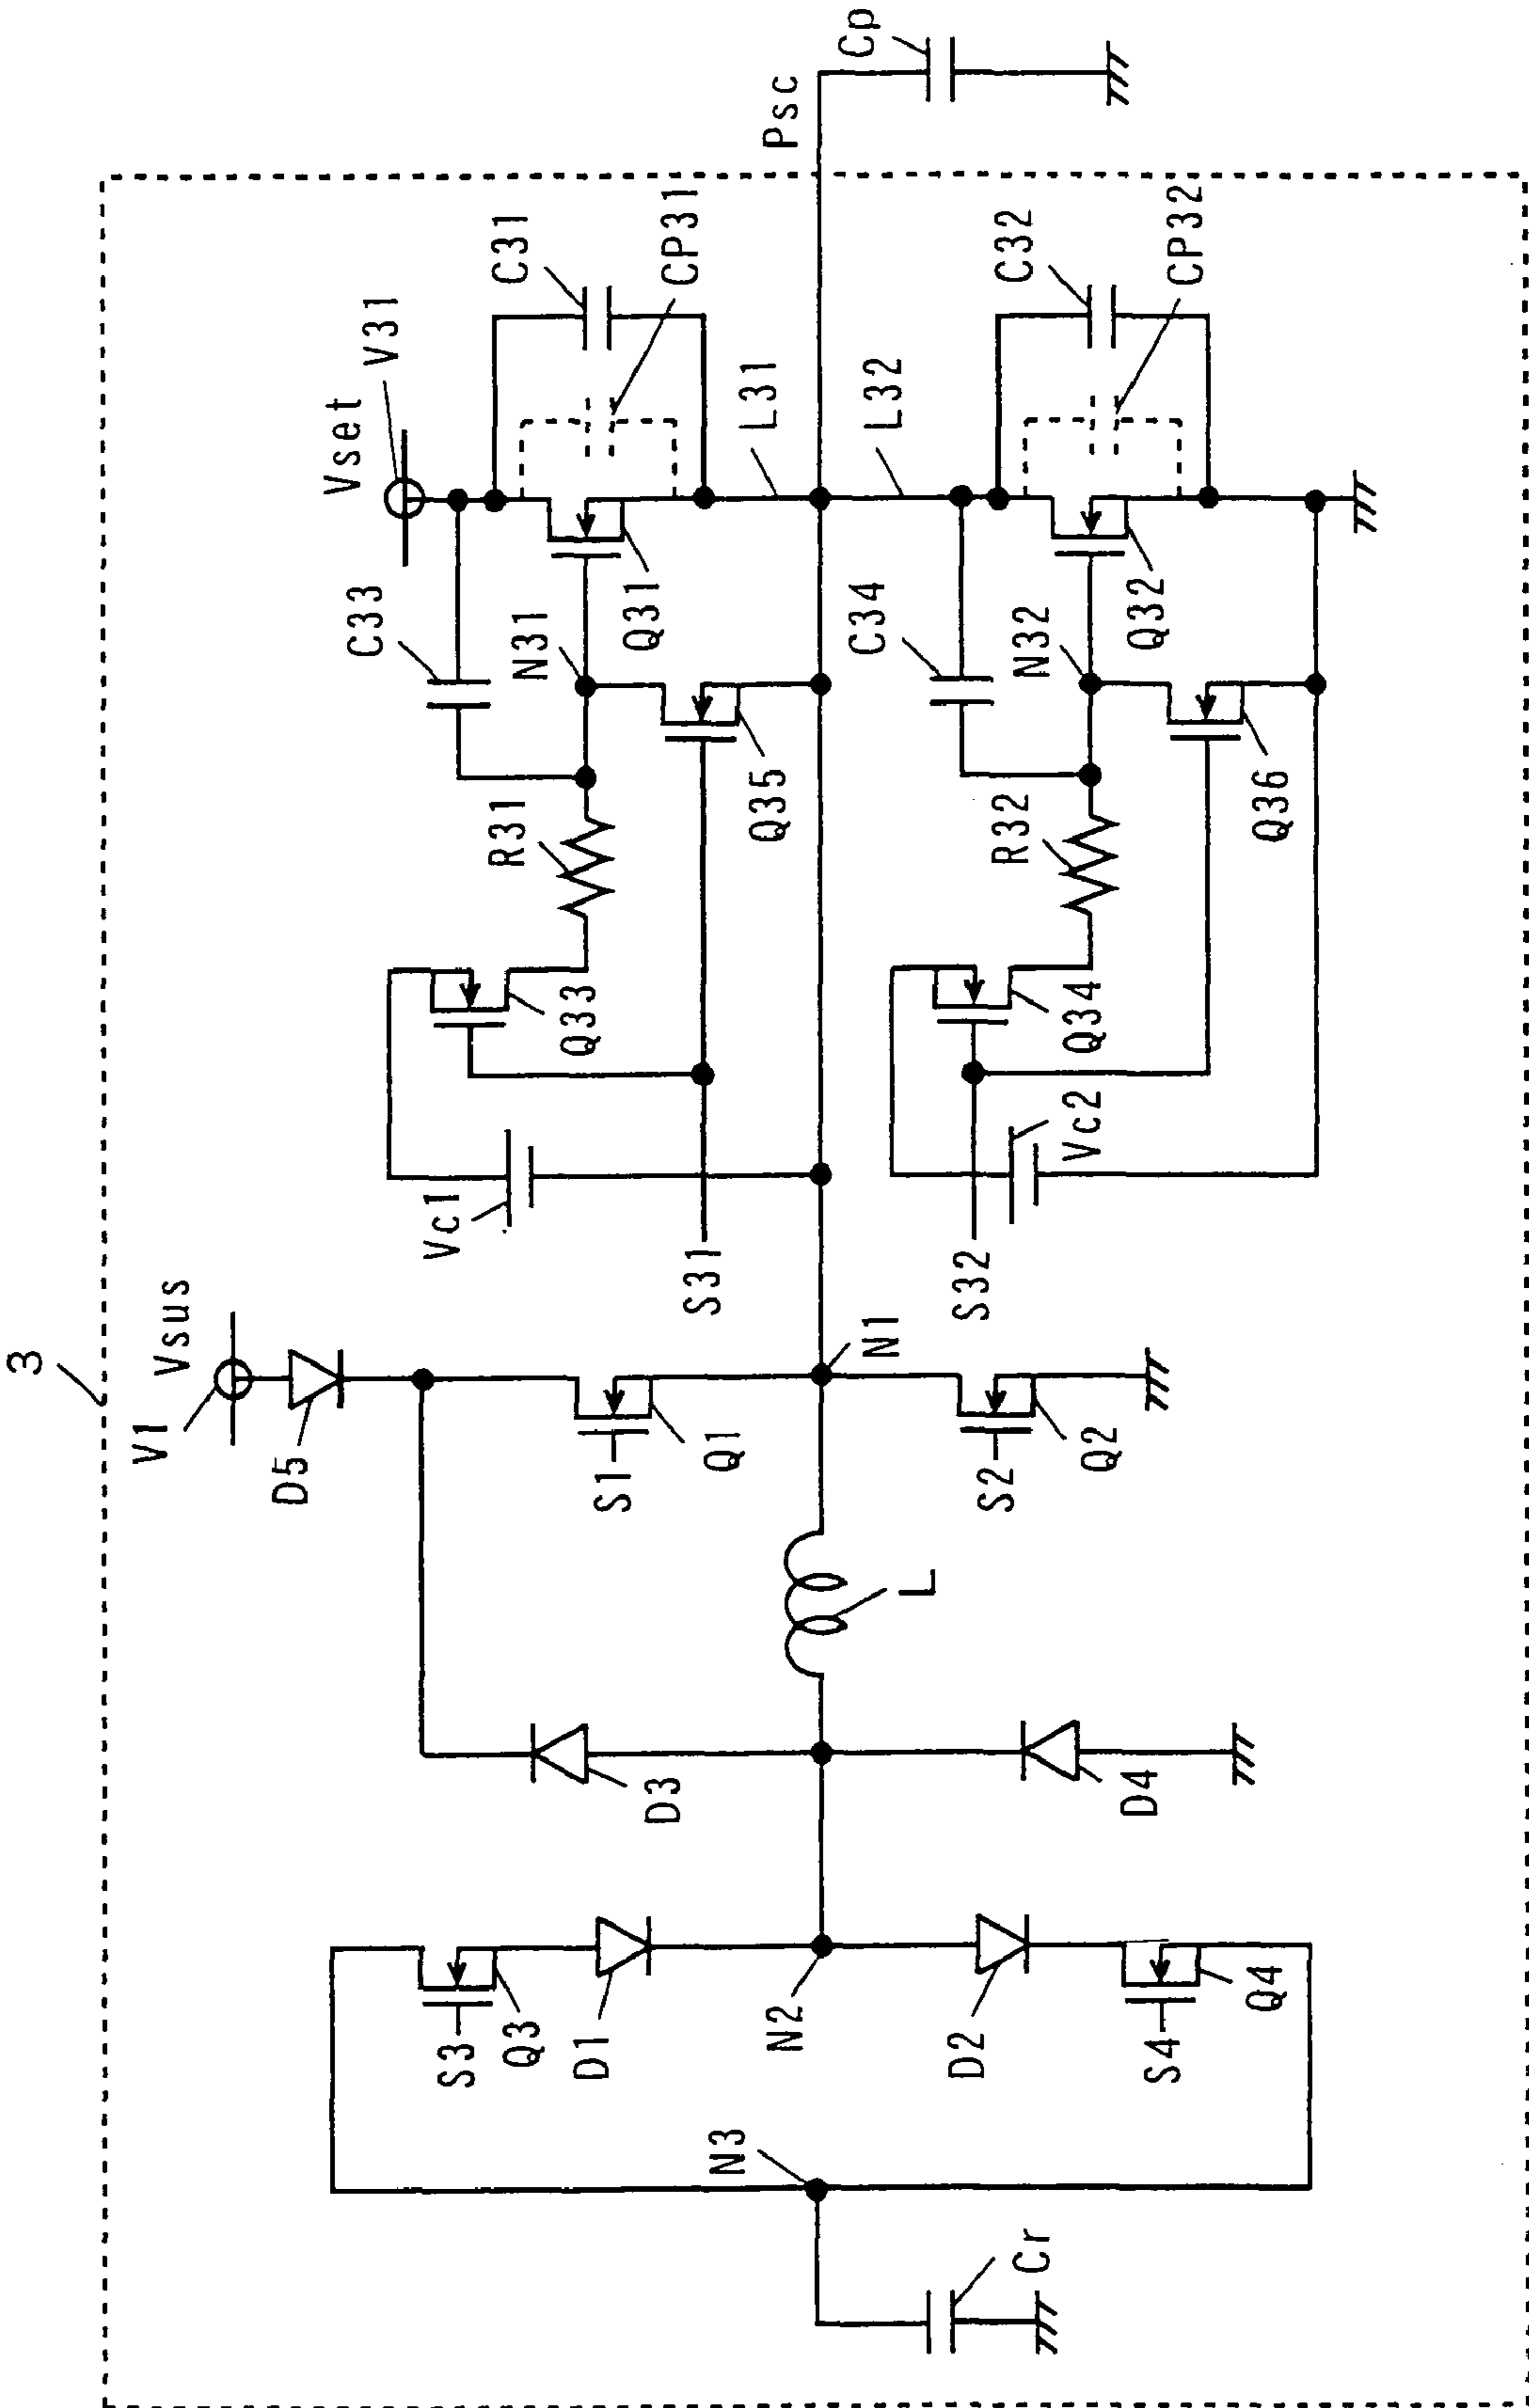 3
V1
Vsus
D5
Vset
V31
C33
C31
CP31
R31
N31
Q31
Q33
Q35
Vc1
S31
L31
Psc
Cp
S1
Q1
N1
L
D3
S3
Q3
D1
N2
N3
Cr
D2
S4
Q4
D4
S2
Q2
S32
Vc2
Q34
R32
C34
N32
Q32
Q36
L32
C32
CP32